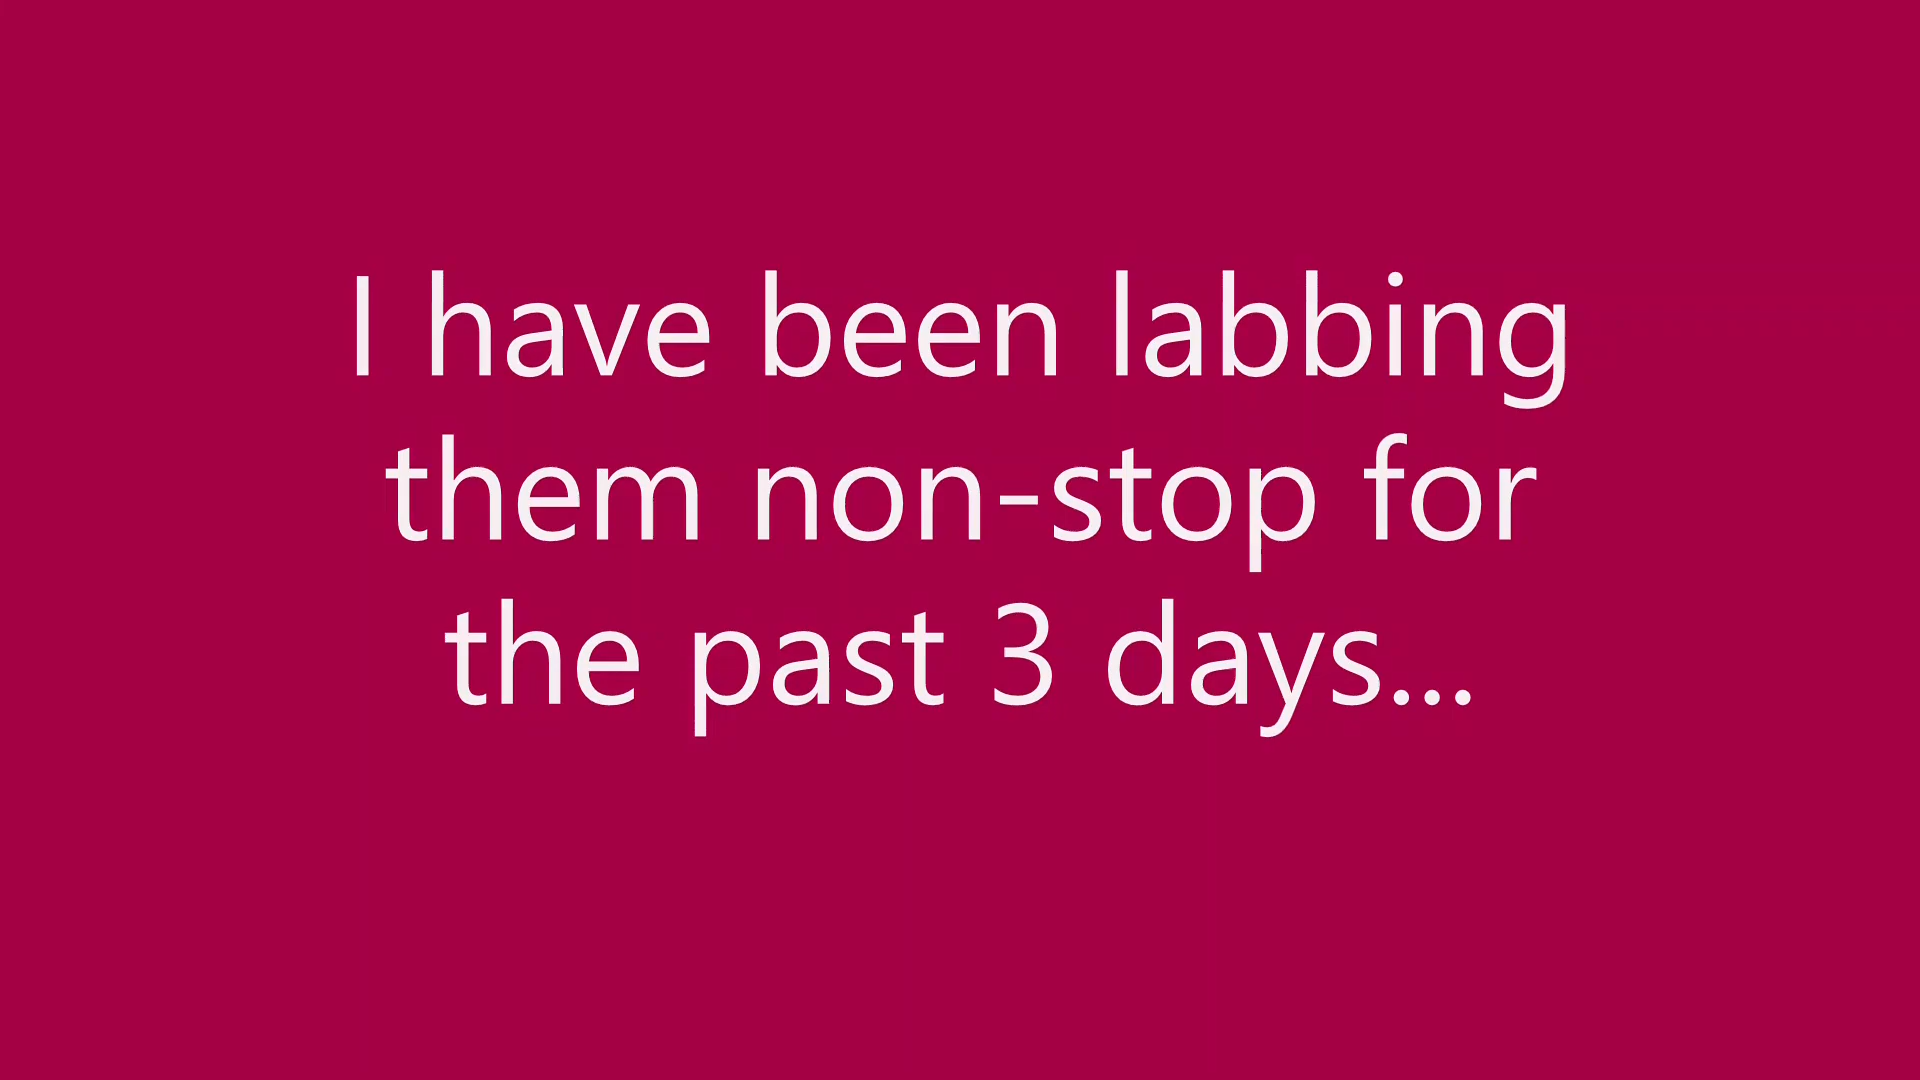 I have been labbing
them non-stop for
the past 3 days...